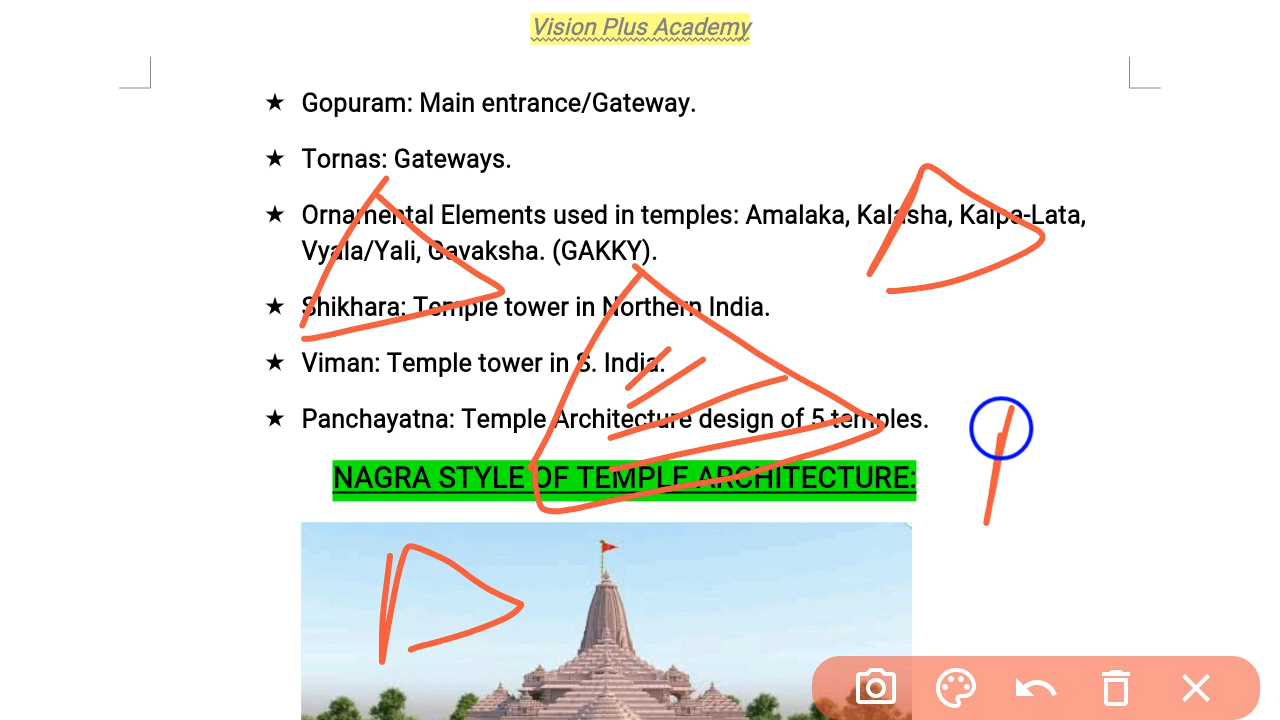 Vision Plus Academy
★ Gopuram: Main entrance/Gateway.
★ Tornas: Gateways.
★ Ornamental Elements used in temples: Amalaka, Kalasha, Kalpa-Lata,
Vyala/Yali, Gavaksha. (GAKKY).
★ Shikhara: Temple tower in Northern India.
★ Viman: Temple tower in S. India.
★ Panchayatna: Temple Architecture design of 5 temples.
NAGRA STYLE OF TEMPLE ARCHITECTURE: